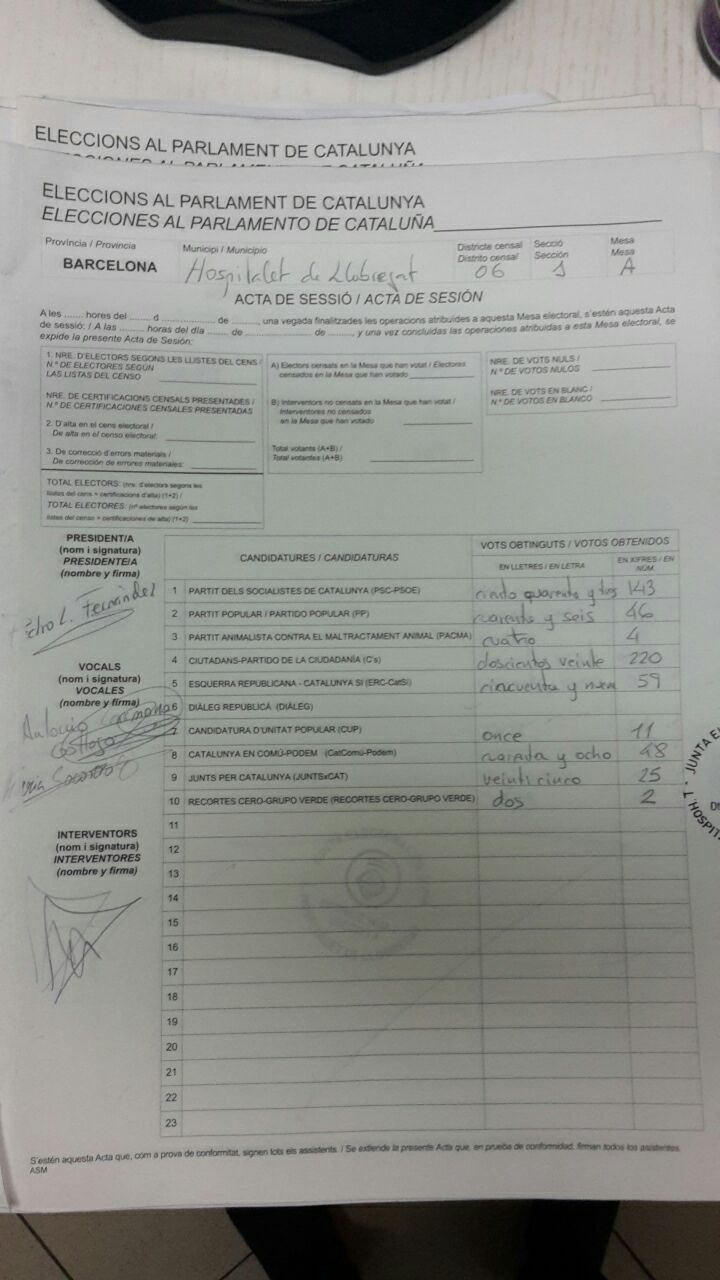 ELECCIONS AL PARLAMENT DE CATALUNYA
ELECCIONS AL PARLAMENT DE CATALUNYA
ELECCIONES AL PARLAMENTO DE CATALUÑA
Província / Provincia
BARCELONA
Municipi / Municipio
Hospitalet de Llobregat
Districte censal
Distrito censal
06
Secció
Sección
1
Mesa
Mesa
A
ACTA DE SESSIÓ / ACTA DE SESIÓN
A les ....... hores del ....... d ................. de ........, una vegada finalitzades les operacions atribuïdes a aquesta Mesa electoral, s'estén aquesta Acta
de sessió: / A las ....... horas del día ....... de ................. de ........, y una vez concluidas las operaciones atribuidas a esta Mesa electoral, se
expide la presente Acta de Sesión:
1. NRE. D'ELECTORS SEGONS LES LLISTES DEL CENS /
N.º DE ELECTORES SEGÚN
LAS LISTAS DEL CENSO
NRE. DE CERTIFICACIONS CENSALS PRESENTADES /
N.º DE CERTIFICACIONES CENSALES PRESENTADAS
2. D'alta en el cens electoral /
De alta en el censo electoral:
3. De correcció d'errors materials /
De corrección de errores materiales:
TOTAL ELECTORS: (nre. d'electors segons les
llistes del cens + certificacions d'alta) (1+2) /
TOTAL ELECTORES: (nº electores según las
listas del censo + certificaciones de alta) (1+2)
A) Electors censats en la Mesa que han votat / Electores
censados en la Mesa que han votado
B) Interventors no censats en la Mesa que han votat /
Interventores no censados
en la Mesa que han votado
Total votants (A+B) /
Total votantes (A+B)
NRE. DE VOTS NULS /
N.º DE VOTOS NULOS
NRE. DE VOTS EN BLANC /
N.º DE VOTOS EN BLANCO
PRESIDENT/A
(nom i signatura)
PRESIDENTE/A
(nombre y firma)
L. Fernández
VOCALS
(nom i signatura)
VOCALES
(nombre y firma)
Antonio Carmona
INTERVENTORS
(nom i signatura)
INTERVENTORES
(nombre y firma)
CANDIDATURES / CANDIDATURAS
VOTS OBTINGUTS / VOTOS OBTENIDOS
EN LLETRES / EN LETRA
EN XIFRES / EN NÚM.
1 PARTIT DELS SOCIALISTES DE CATALUNYA (PSC-PSOE) ciento quarenta y tres 143
2 PARTIT POPULAR / PARTIDO POPULAR (PP) cuarenta y seis 46
3 PARTIT ANIMALISTA CONTRA EL MALTRACTAMENT ANIMAL (PACMA) cuatro 4
4 CIUTADANS-PARTIDO DE LA CIUDADANÍA (C's) doscientos veinte 220
5 ESQUERRA REPUBLICANA - CATALUNYA SÍ (ERC-CatSí) cincuenta y nueve 59
6 DIÀLEG REPUBLICÀ (DIÀLEG)
7 CANDIDATURA D'UNITAT POPULAR (CUP) once 11
8 CATALUNYA EN COMÚ-PODEM (CatComú-Podem) cuarenta y ocho 48
9 JUNTS PER CATALUNYA (JUNTSxCAT) veinticinco 25
10 RECORTES CERO-GRUPO VERDE (RECORTES CERO-GRUPO VERDE) dos 2
11
12
13
14
15
16
17
18
19
20
21
22
23
JUNTA
L'HOSPIT
S'estén aquesta Acta que, com a prova de conformitat, signen tots els assistents. / Se extiende la presente Acta que, en prueba de conformidad, firman todos los asistentes.
ASM